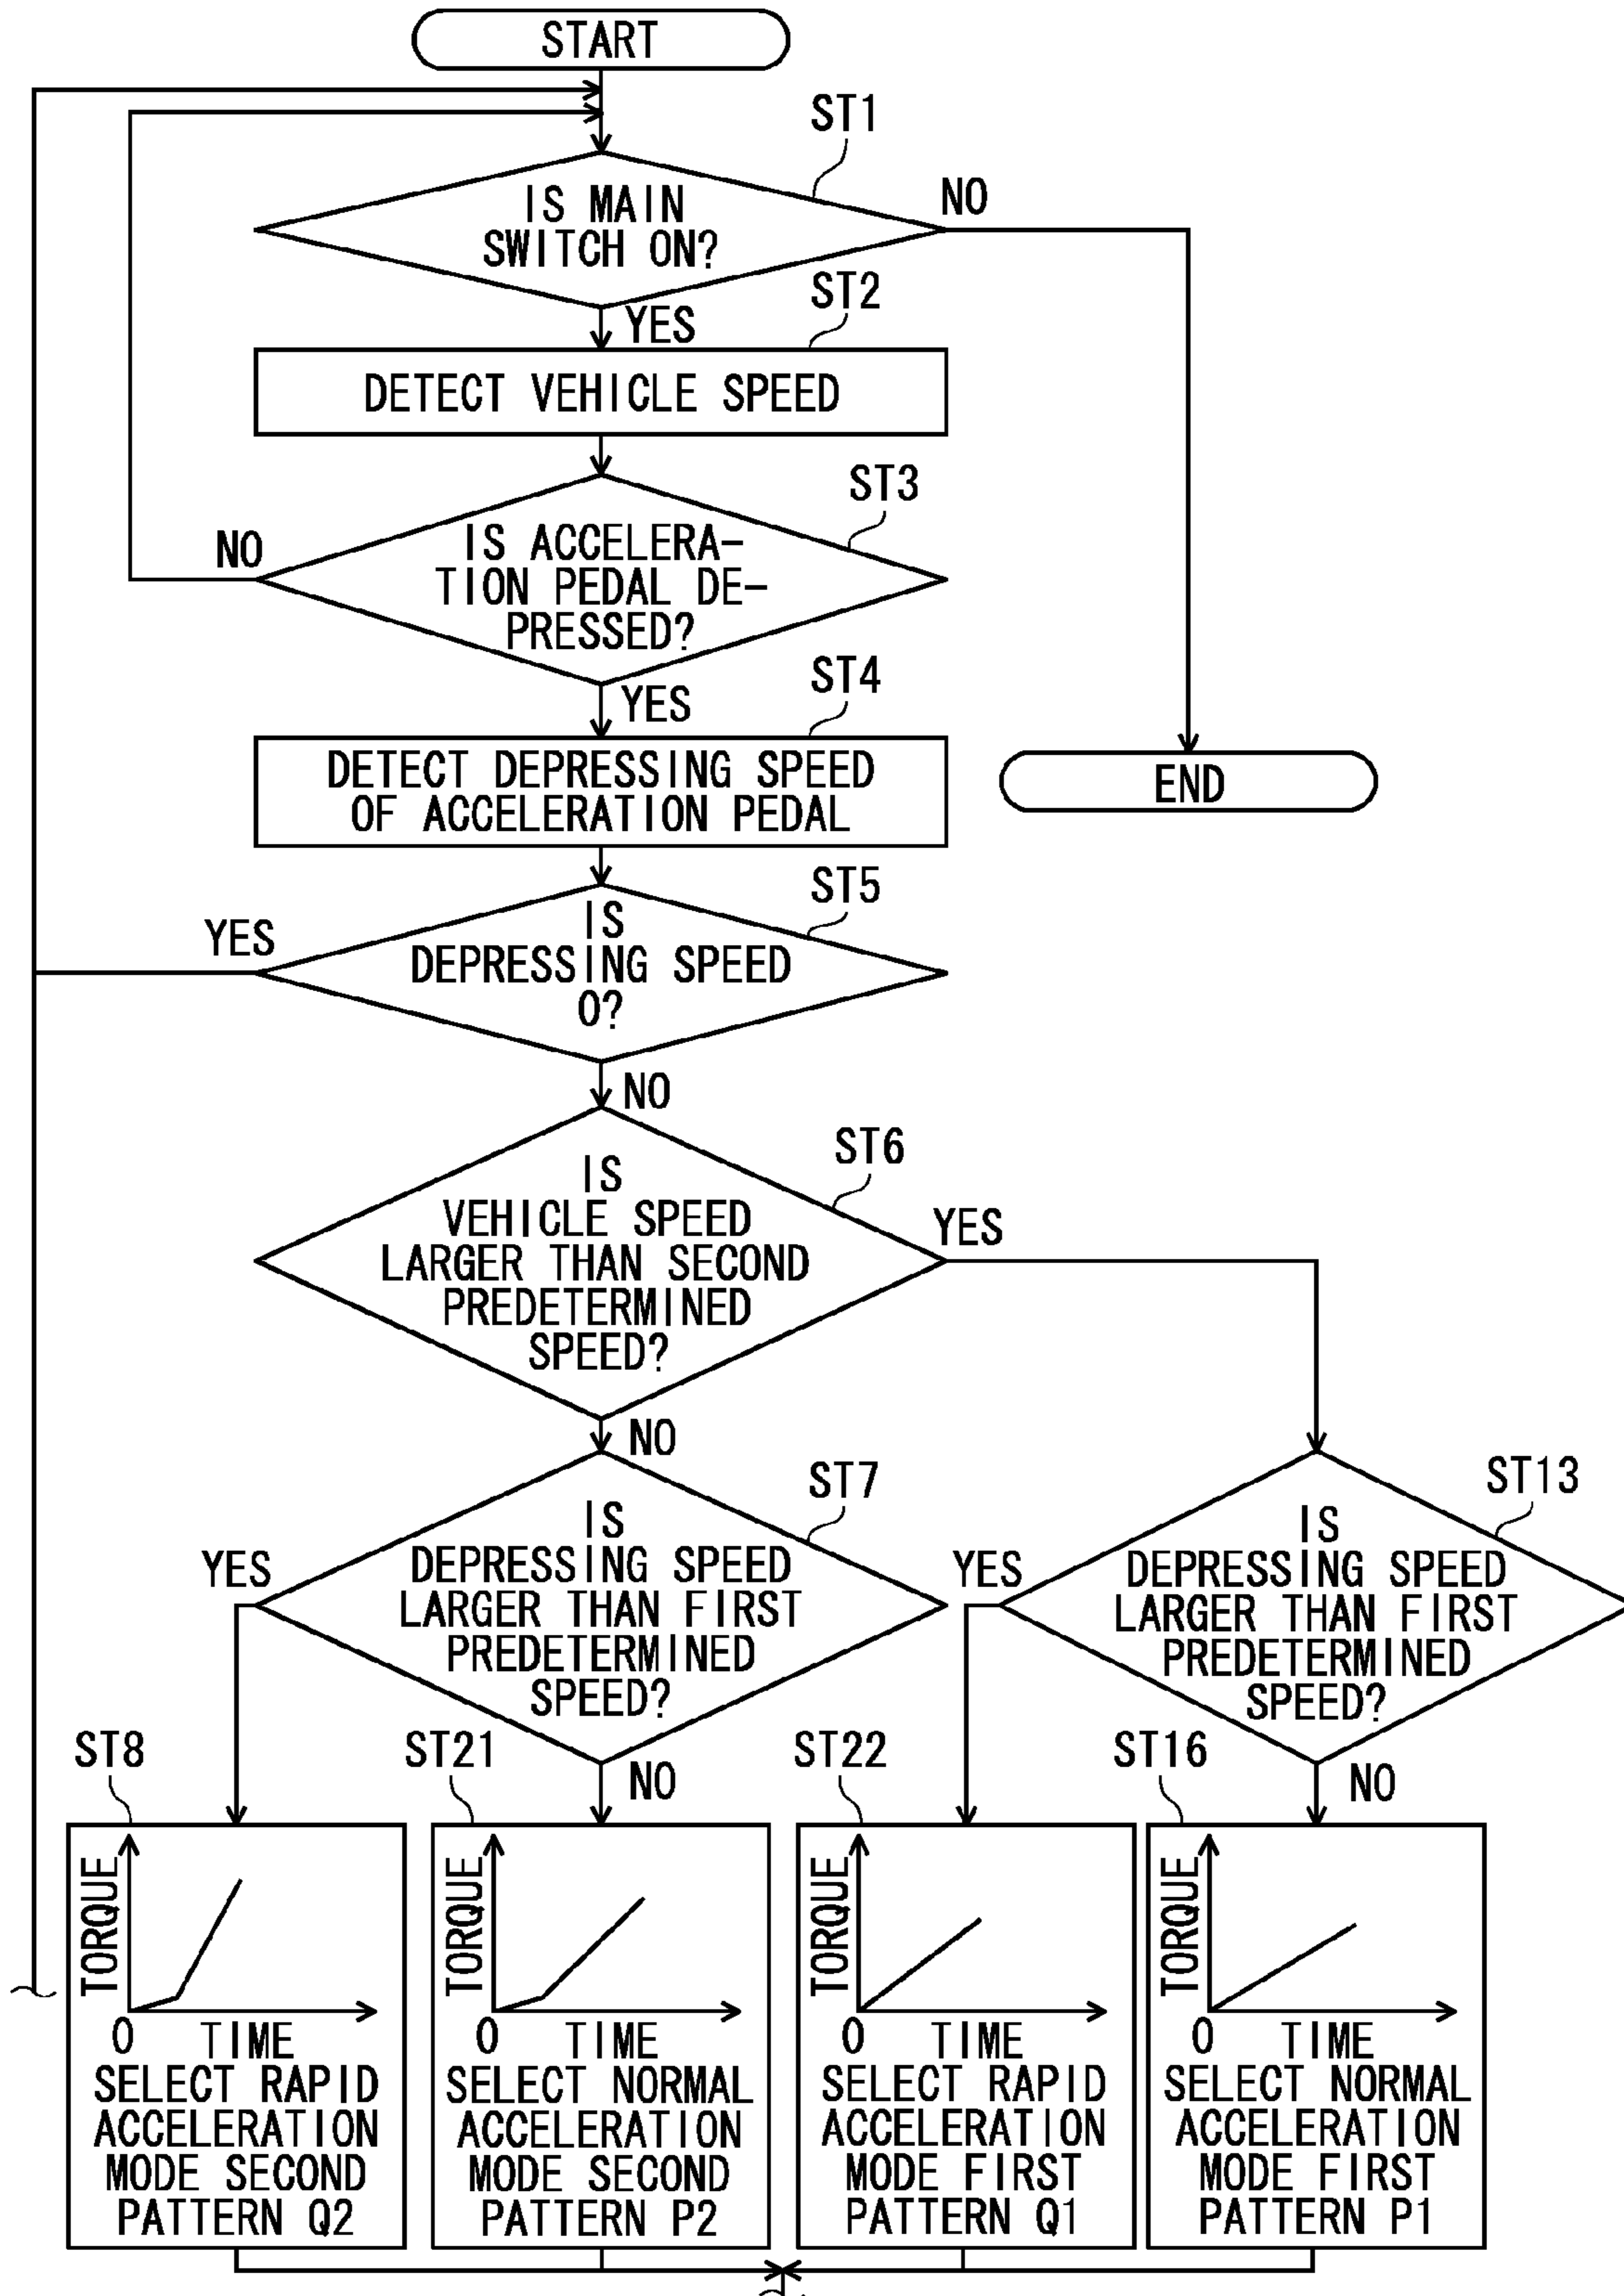 START
ST1
IS MAIN
SWITCH ON?
NO
YES
ST2
DETECT VEHICLE SPEED
ST3
NO
IS ACCELERA-
TION PEDAL DE-
PRESSED?
YES
ST4
DETECT DEPRESSING SPEED
OF ACCELERATION PEDAL
END
ST5
YES
IS
DEPRESSING SPEED
0?
NO
ST6
IS
VEHICLE SPEED
LARGER THAN SECOND
PREDETERMINED
SPEED?
YES
NO
ST7
YES
IS
DEPRESSING SPEED
LARGER THAN FIRST
PREDETERMINED
SPEED?
NO
ST13
YES
IS
DEPRESSING SPEED
LARGER THAN FIRST
PREDETERMINED
SPEED?
NO
ST8
TORQUE
0 TIME
SELECT RAPID
ACCELERATION
MODE SECOND
PATTERN Q2
ST21
TORQUE
0 TIME
SELECT NORMAL
ACCELERATION
MODE SECOND
PATTERN P2
ST22
TORQUE
0 TIME
SELECT RAPID
ACCELERATION
MODE FIRST
PATTERN Q1
ST16
TORQUE
0 TIME
SELECT NORMAL
ACCELERATION
MODE FIRST
PATTERN P1